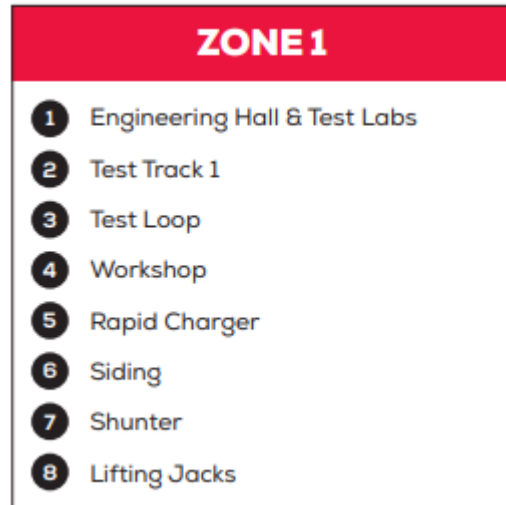 ZONE 1
1 Engineering Hall & Test Labs
2 Test Track 1
3 Test Loop
4 Workshop
5 Rapid Charger
6 Siding
7 Shunter
8 Lifting Jacks